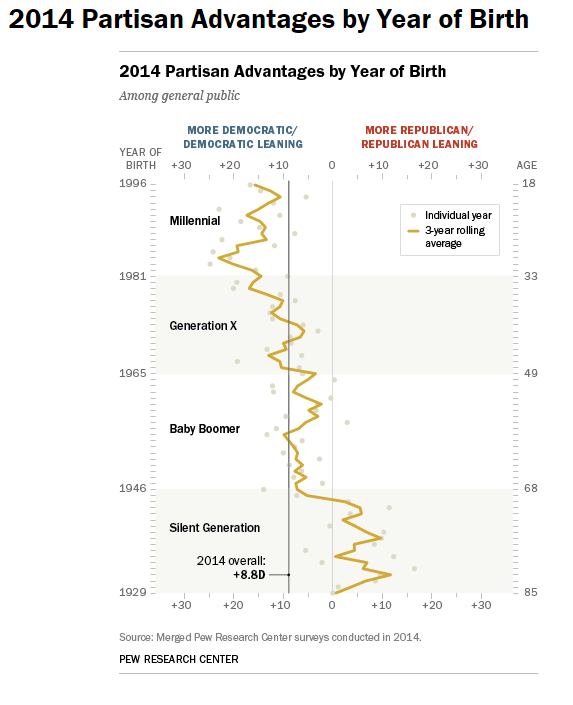 2014 Partisan Advantages by Year of Birth
2014 Partisan Advantages by Year of Birth
Among general public
MORE DEMOCRATIC/
DEMOCRATIC LEANING
MORE REPUBLICAN/
REPUBLICAN LEANING
YEAR OF
BIRTH +30 +20 +10 0 +10 +20 +30 AGE
1996 18
Individual year
3-year rolling
average
Millennial
1981 33
Generation X
1965 49
Baby Boomer
1946 68
Silent Generation
2014 overall:
+8.8D
1929 85
+30 +20 +10 0 +10 +20 +30
Source: Merged Pew Research Center surveys conducted in 2014.
PEW RESEARCH CENTER